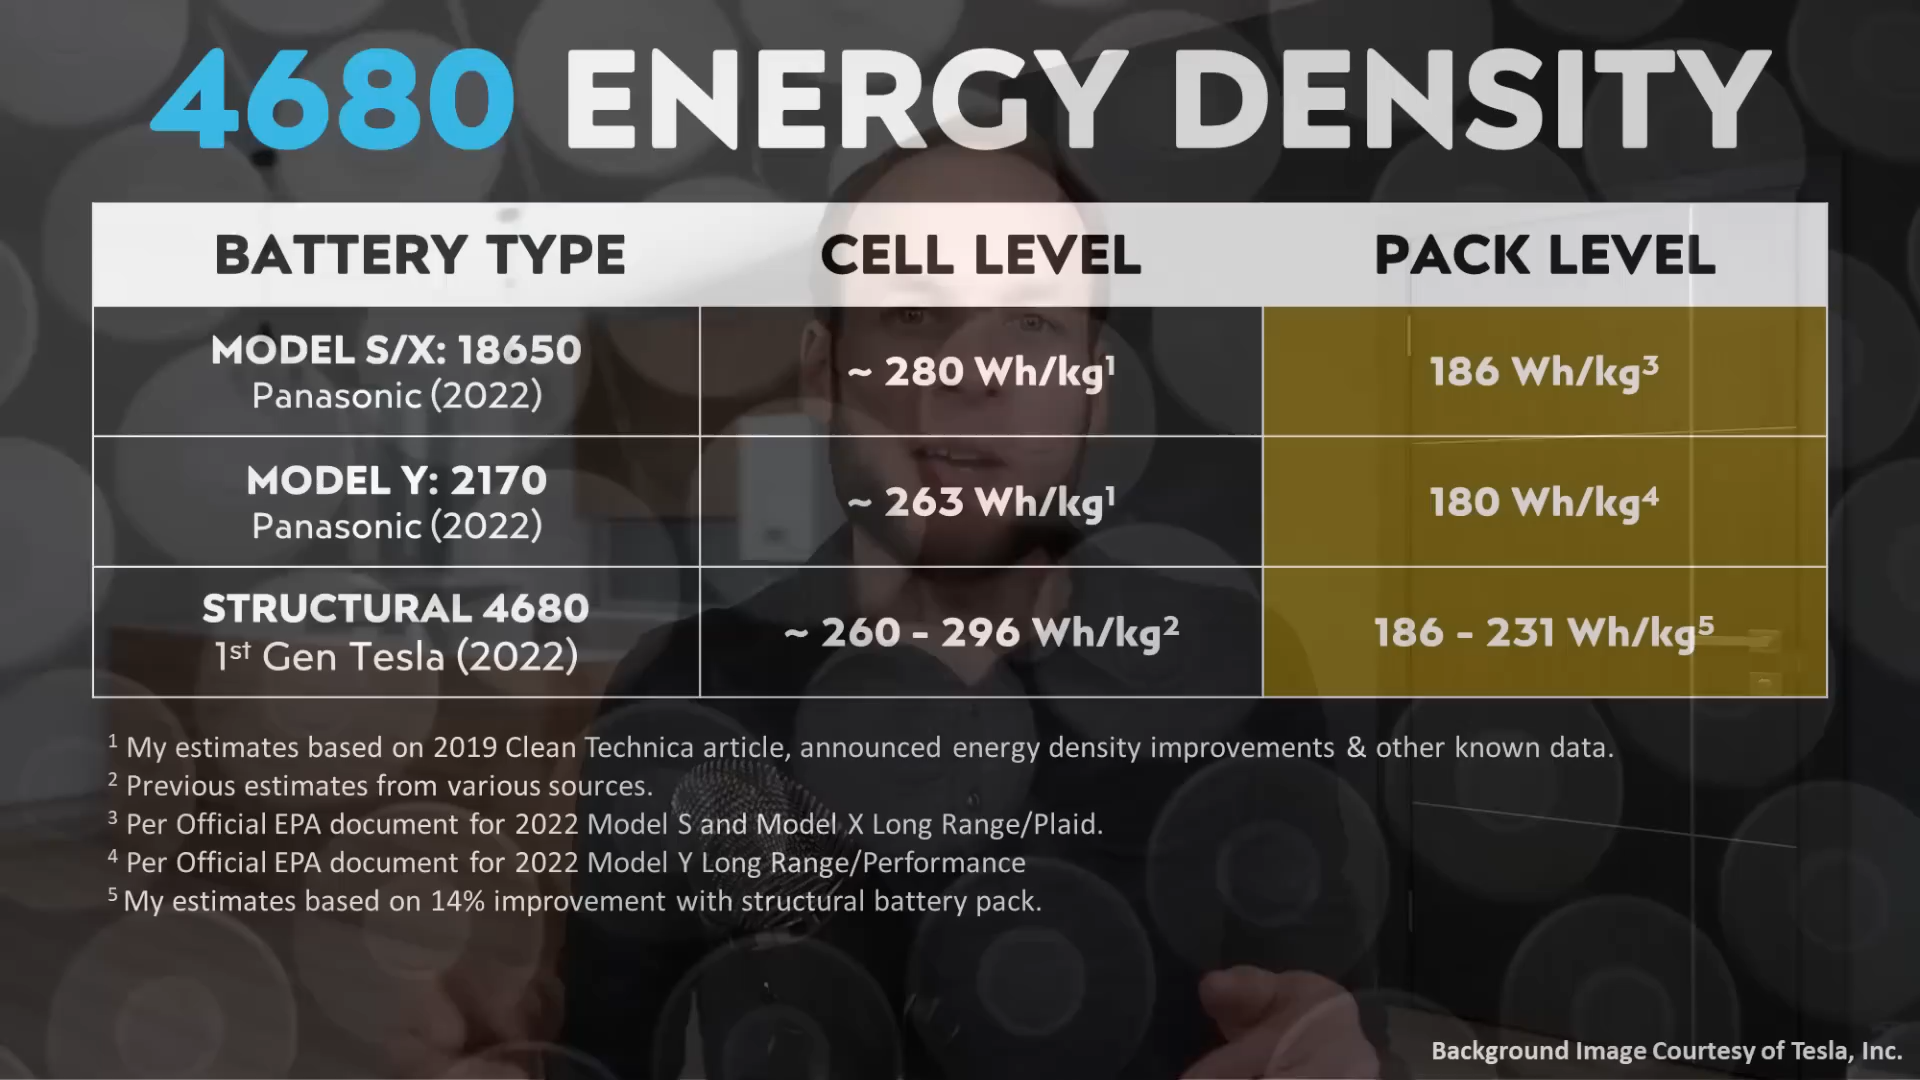 4680 ENERGY DENSITY
BATTERY TYPE CELL LEVEL PACK LEVEL
MODEL S/X: 18650
Panasonic (2022)
~ 280 Wh/kg¹
186 Wh/kg³
MODEL Y: 2170
Panasonic (2022)
~ 263 Wh/kg¹
180 Wh/kg⁴
STRUCTURAL 4680
1st Gen Tesla (2022)
~ 260 - 296 Wh/kg²
186 - 231 Wh/kg⁵
¹ My estimates based on 2019 Clean Technica article, announced energy density improvements & other known data.
² Previous estimates from various sources.
³ Per Official EPA document for 2022 Model S and Model X Long Range/Plaid.
⁴ Per Official EPA document for 2022 Model Y Long Range/Performance
⁵ My estimates based on 14% improvement with structural battery pack.
Background Image Courtesy of Tesla, Inc.